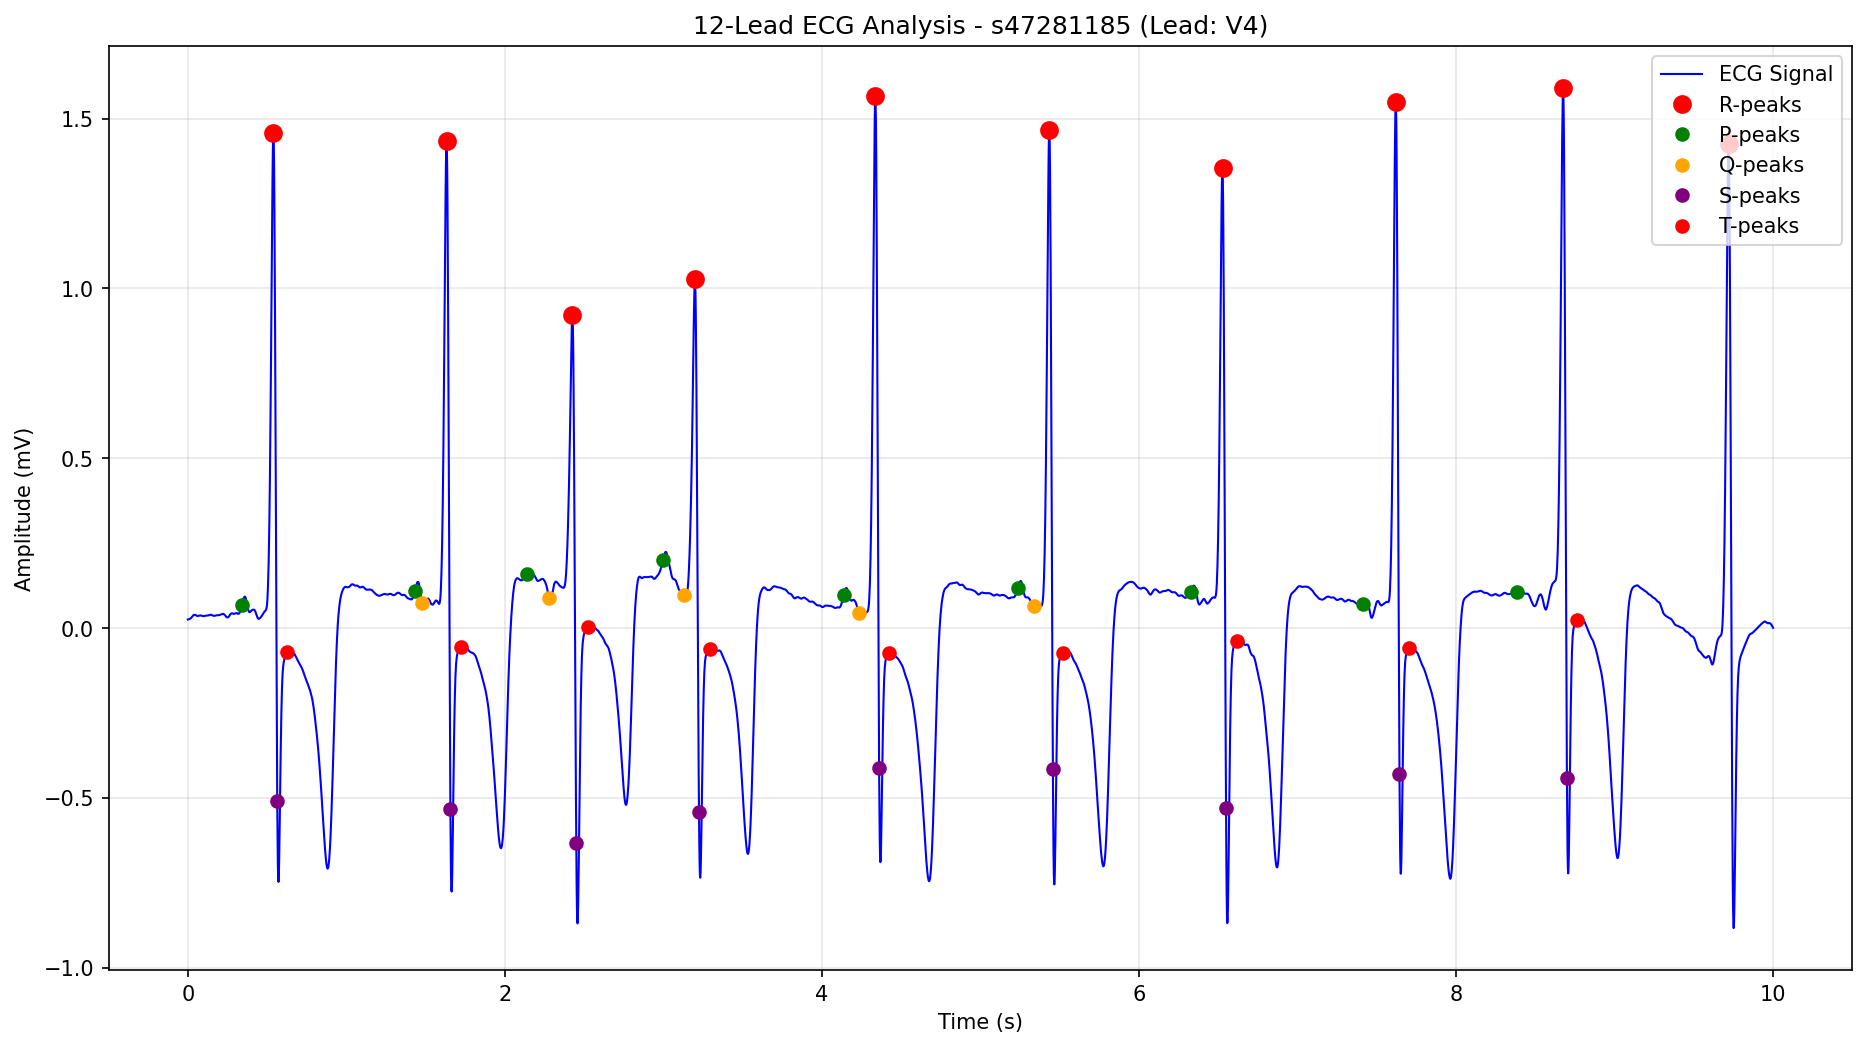 12-Lead ECG Analysis - s47281185 (Lead: V4)
ECG Signal
R-peaks
P-peaks
Q-peaks
S-peaks
T-peaks
Amplitude (mV)
1.5
1.0
0.5
0.0
−0.5
−1.0
0 2 4 6 8 10
Time (s)